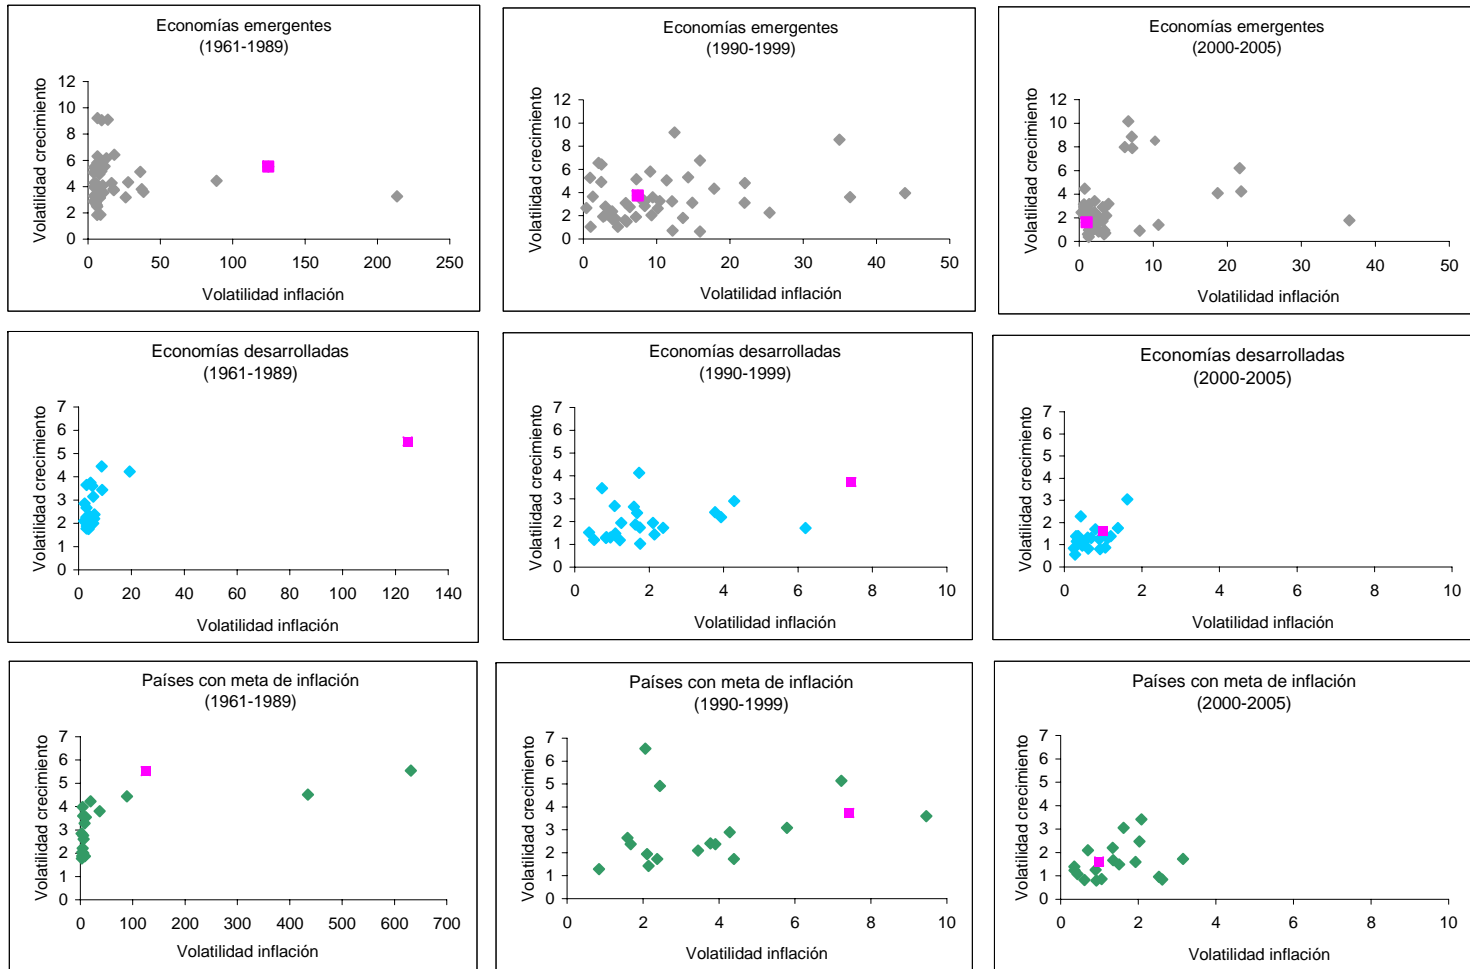 Economías emergentes
(1961-1989)
Volatilidad crecimiento
12
10
8
6
4
2
0
0 50 100 150 200 250
Volatilidad inflación
Economías emergentes
(1990-1999)
Volatilidad crecimiento
12
10
8
6
4
2
0
0 10 20 30 40 50
Volatilidad inflación
Economías emergentes
(2000-2005)
Volatilidad crecimiento
12
10
8
6
4
2
0
0 10 20 30 40 50
Volatilidad inflación
Economías desarrolladas
(1961-1989)
Volatilidad crecimiento
7
6
5
4
3
2
1
0
0 20 40 60 80 100 120 140
Volatilidad inflación
Economías desarrolladas
(1990-1999)
Volatilidad crecimiento
7
6
5
4
3
2
1
0
0 2 4 6 8 10
Volatilidad inflación
Economías desarrolladas
(2000-2005)
Volatilidad crecimiento
7
6
5
4
3
2
1
0
0 2 4 6 8 10
Volatilidad inflación
Países con meta de inflación
(1961-1989)
Volatilidad crecimiento
7
6
5
4
3
2
1
0
0 100 200 300 400 500 600 700
Volatilidad inflación
Países con meta de inflación
(1990-1999)
Volatilidad crecimiento
7
6
5
4
3
2
1
0
0 2 4 6 8 10
Volatilidad inflación
Países con meta de inflación
(2000-2005)
Volatilidad crecimiento
7
6
5
4
3
2
1
0
0 2 4 6 8 10
Volatilidad inflación